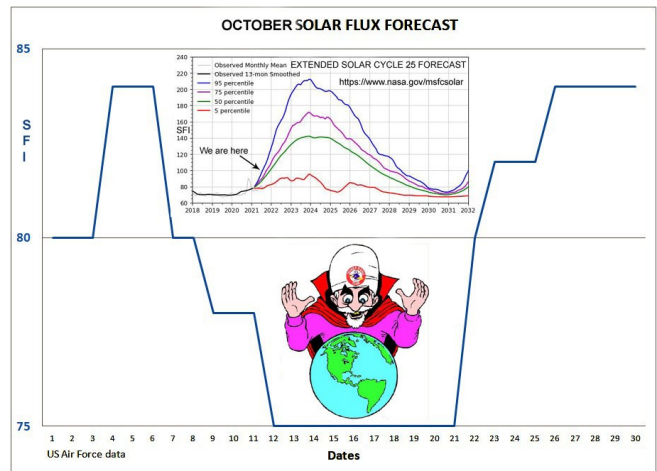 OCTOBER SOLAR FLUX FORECAST
85
SFI
80
75
240
220
200
180
160
140
120
100
80
60
SFI
Observed Monthly Mean
Observed 13-mon Smoothed
95 percentile
75 percentile
50 percentile
5 percentile
EXTENDED SOLAR CYCLE 25 FORECAST
https://www.nasa.gov/msfcsolar
We are here
2018 2019 2020 2021 2022 2023 2024 2025 2026 2027 2028 2029 2030 2031 2032
1 2 3 4 5 6 7 8 9 10 11 12 13 14 15 16 17 18 19 20 21 22 23 24 25 26 27 28 29 30
US Air Force data
Dates